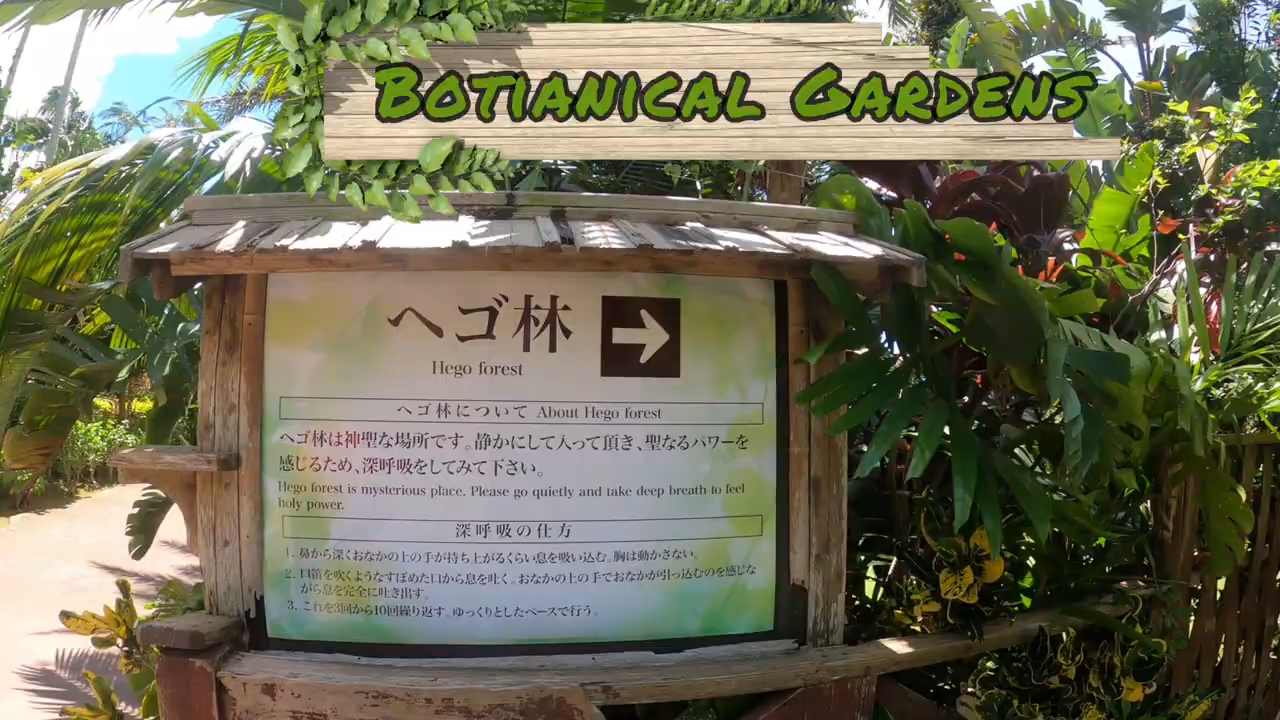 BOTIANICAL GARDENS
ヘゴ林
Hego forest
ヘゴ林について About Hego forest
ヘゴ林は神聖な場所です。静かにして入って頂き、聖なるパワーを
感じるため、深呼吸をしてみて下さい。
Hego forest is mysterious place. Please go quietly and take deep breath to feel
holy power.
深呼吸の仕方
1. 鼻から深くおなかの上の手が持ち上がるくらい息を吸い込む。胸は動かさない。
2. 口笛を吹くようなすぼめた口から息を吐く。おなかの上の手でおなかが引っ込むのを感じな
がら息を完全に吐き出す。
3. これを3回から10回繰り返す。ゆっくりとしたペースで行う。